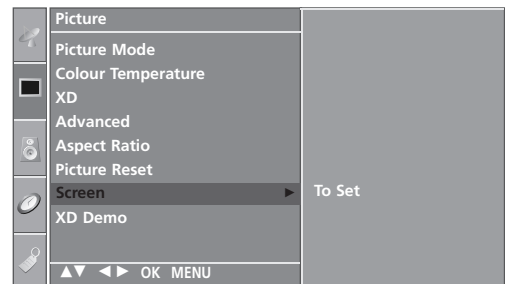 Picture
Picture Mode
Colour Temperature
XD
Advanced
Aspect Ratio
Picture Reset
Screen ► To Set
XD Demo
▲▼ ◄► OK MENU